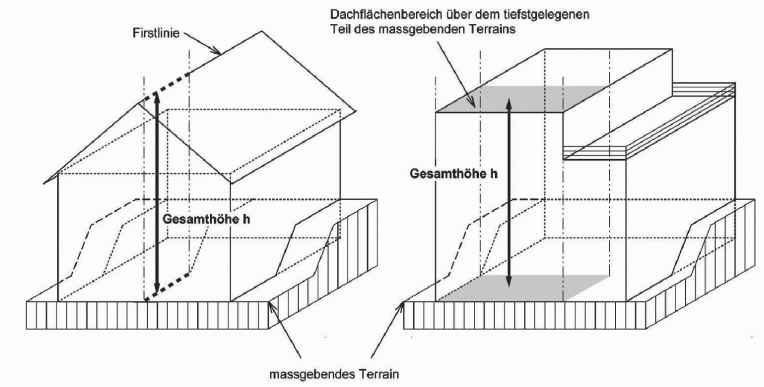 Firstlinie
Dachflächenbereich über dem tiefstgelegenen
Teil des massgebenden Terrains
Gesamthöhe h
Gesamthöhe h
massgebendes Terrain